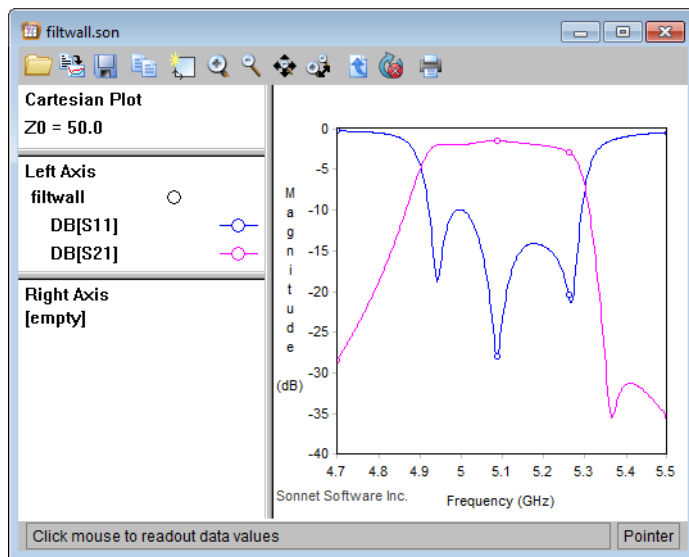 filtwall.son
Cartesian Plot
Z0 = 50.0
Left Axis
filtwall
DB[S11]
DB[S21]
Right Axis
[empty]
Magnitude
(dB)
0
-5
-10
-15
-20
-25
-30
-35
-40
4.7 4.8 4.9 5 5.1 5.2 5.3 5.4 5.5
Sonnet Software Inc.
Frequency (GHz)
Click mouse to readout data values
Pointer